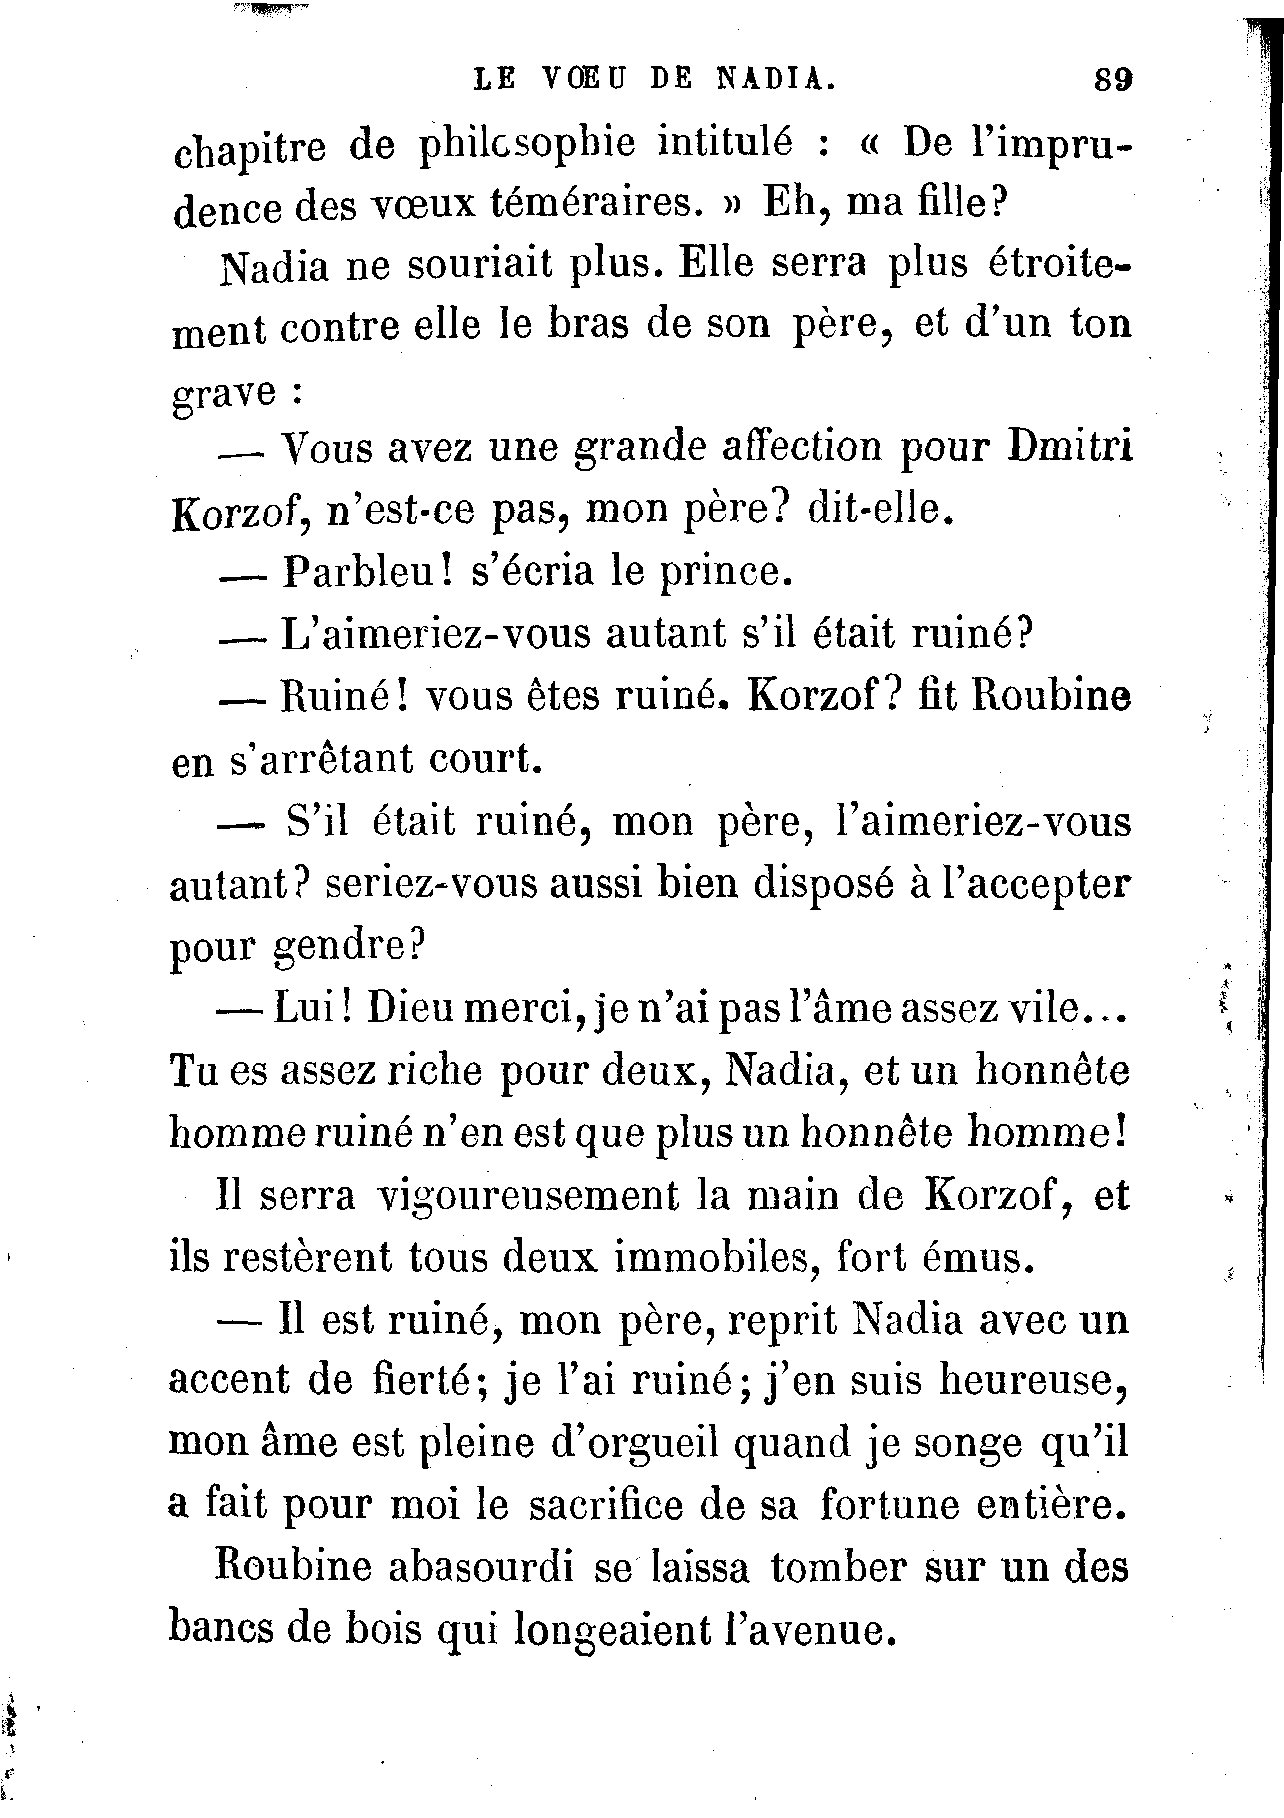 LE VŒU DE NADIA. 89
chapitre de philosophie intitulé : « De l'impru-
dence des vœux téméraires. » Eh, ma fille?
Nadia ne souriait plus. Elle serra plus étroite-
ment contre elle le bras de son père, et d'un ton
grave :
— Vous avez une grande affection pour Dmitri
Korzof, n'est-ce pas, mon père? dit-elle.
— Parbleu! s'écria le prince.
— L'aimeriez-vous autant s'il était ruiné?
— Ruiné! vous êtes ruiné. Korzof? fit Roubine
en s'arrêtant court.
— S'il était ruiné, mon père, l'aimeriez-vous
autant? seriez-vous aussi bien disposé à l'accepter
pour gendre?
— Lui! Dieu merci, je n'ai pas l'âme assez vile...
Tu es assez riche pour deux, Nadia, et un honnête
homme ruiné n'en est que plus un honnête homme!
Il serra vigoureusement la main de Korzof, et
ils restèrent tous deux immobiles, fort émus.
— Il est ruiné, mon père, reprit Nadia avec un
accent de fierté; je l'ai ruiné; j'en suis heureuse,
mon âme est pleine d'orgueil quand je songe qu'il
a fait pour moi le sacrifice de sa fortune entière.
Roubine abasourdi se laissa tomber sur un des
bancs de bois qui longeaient l'avenue.